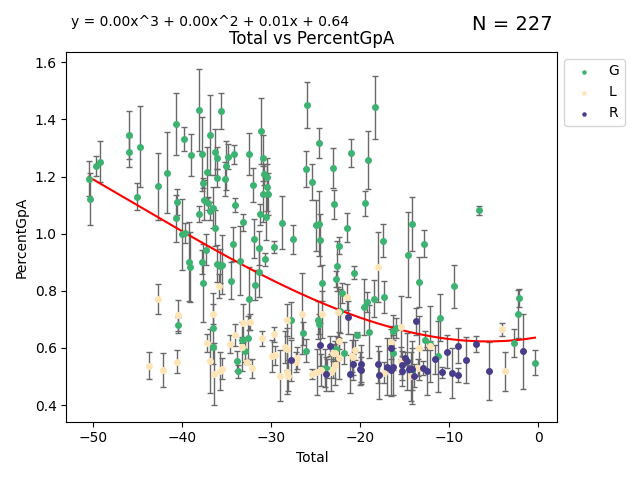 y = 0.00x^3 + 0.00x^2 + 0.01x + 0.64
N = 227
Total vs PercentGpA
G
L
R
PercentGpA
1.6
1.4
1.2
1.0
0.8
0.6
0.4
−50 −40 −30 −20 −10 0
Total